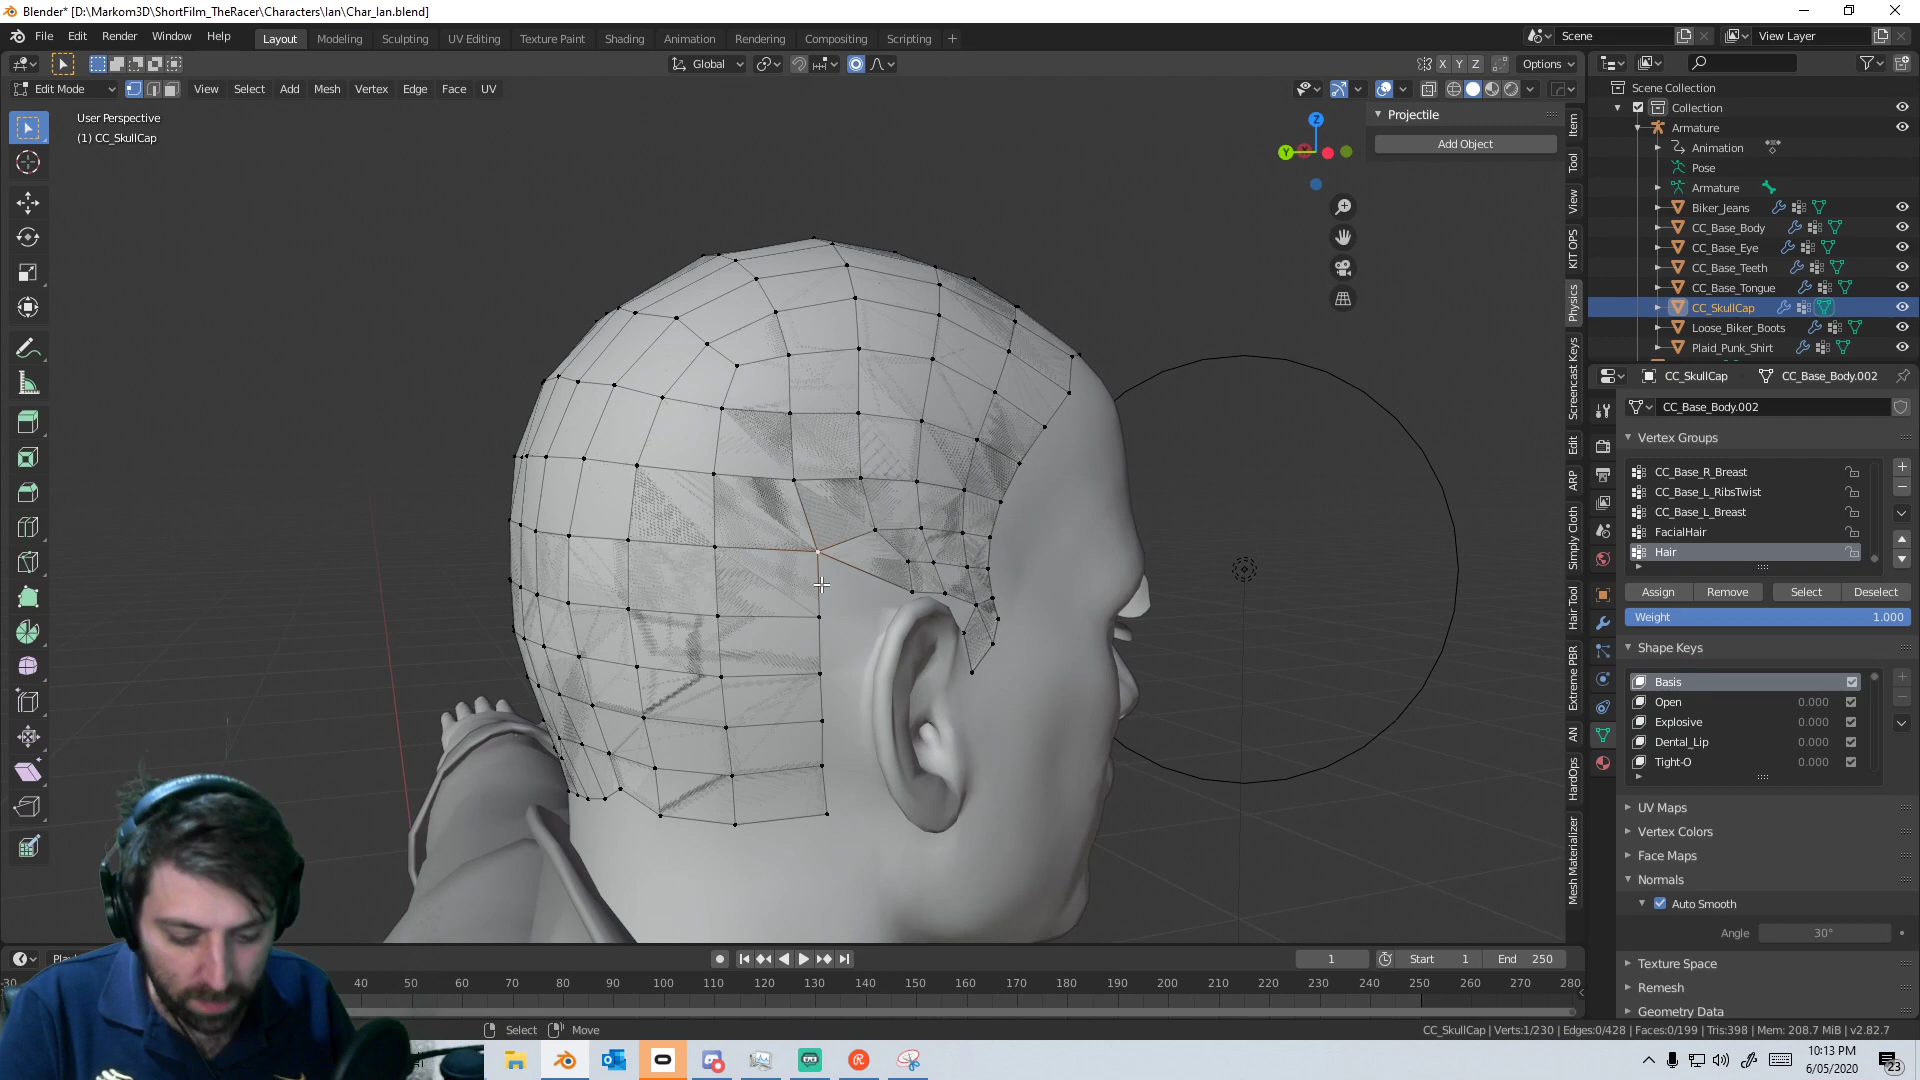 Blender* [D:\Markom3D\ShortFilm_TheRacer\Characters\Ian\Char_Ian.blend]
File Edit Render Window Help
Layout Modeling Sculpting UV Editing Texture Paint Shading Animation Rendering Compositing Scripting
Scene View Layer
Global X Y Z Options
Edit Mode View Select Add Mesh Vertex Edge Face UV
User Perspective
(1) CC_SkullCap
Z
Y
Projectile
Add Object
Item
Tool
View
KIT OPS
Physics
Screencast Keys
Edit
ARP
Simply Cloth
Hair Tool
Extreme PBR
AN
HardOps
Mesh Materializer
Scene Collection
Collection
Armature
Animation
Pose
Armature
Biker_Jeans
CC_Base_Body
CC_Base_Eye
CC_Base_Teeth
CC_Base_Tongue
CC_SkullCap
Loose_Biker_Boots
Plaid_Punk_Shirt
CC_SkullCap CC_Base_Body.002
CC_Base_Body.002
Vertex Groups
CC_Base_R_Breast
CC_Base_L_RibsTwist
CC_Base_L_Breast
FacialHair
Hair
Assign Remove Select Deselect
Weight 1.000
Shape Keys
Basis
Open 0.000
Explosive 0.000
Dental_Lip 0.000
Tight-O 0.000
UV Maps
Vertex Colors
Face Maps
Normals
Auto Smooth
Angle 30°
Texture Space
Remesh
Geometry Data
1 Start 1 End 250
-30 40 50 60 70 80 90 100 110 120 130 140 150 160 170 180 190 200 210 220 230 240 250 260 270 280
Select Move
CC_SkullCap | Verts:1/230 | Edges:0/428 | Faces:0/199 | Tris:398 | Mem: 208.7 MiB | v2.82.7
10:13 PM
6/05/2020
23